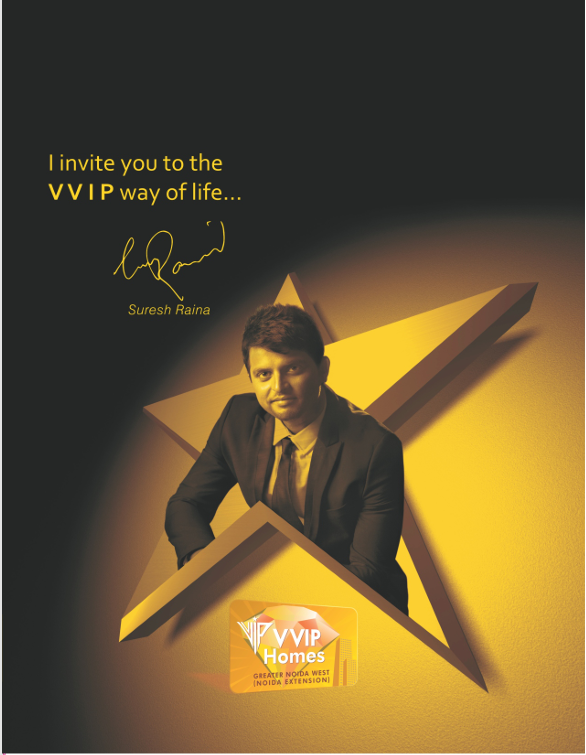 I invite you to the
VVIP way of life...
Suresh Raina
VVIP
VVIP
Homes
GREATER NOIDA WEST
[NOIDA EXTENSION]